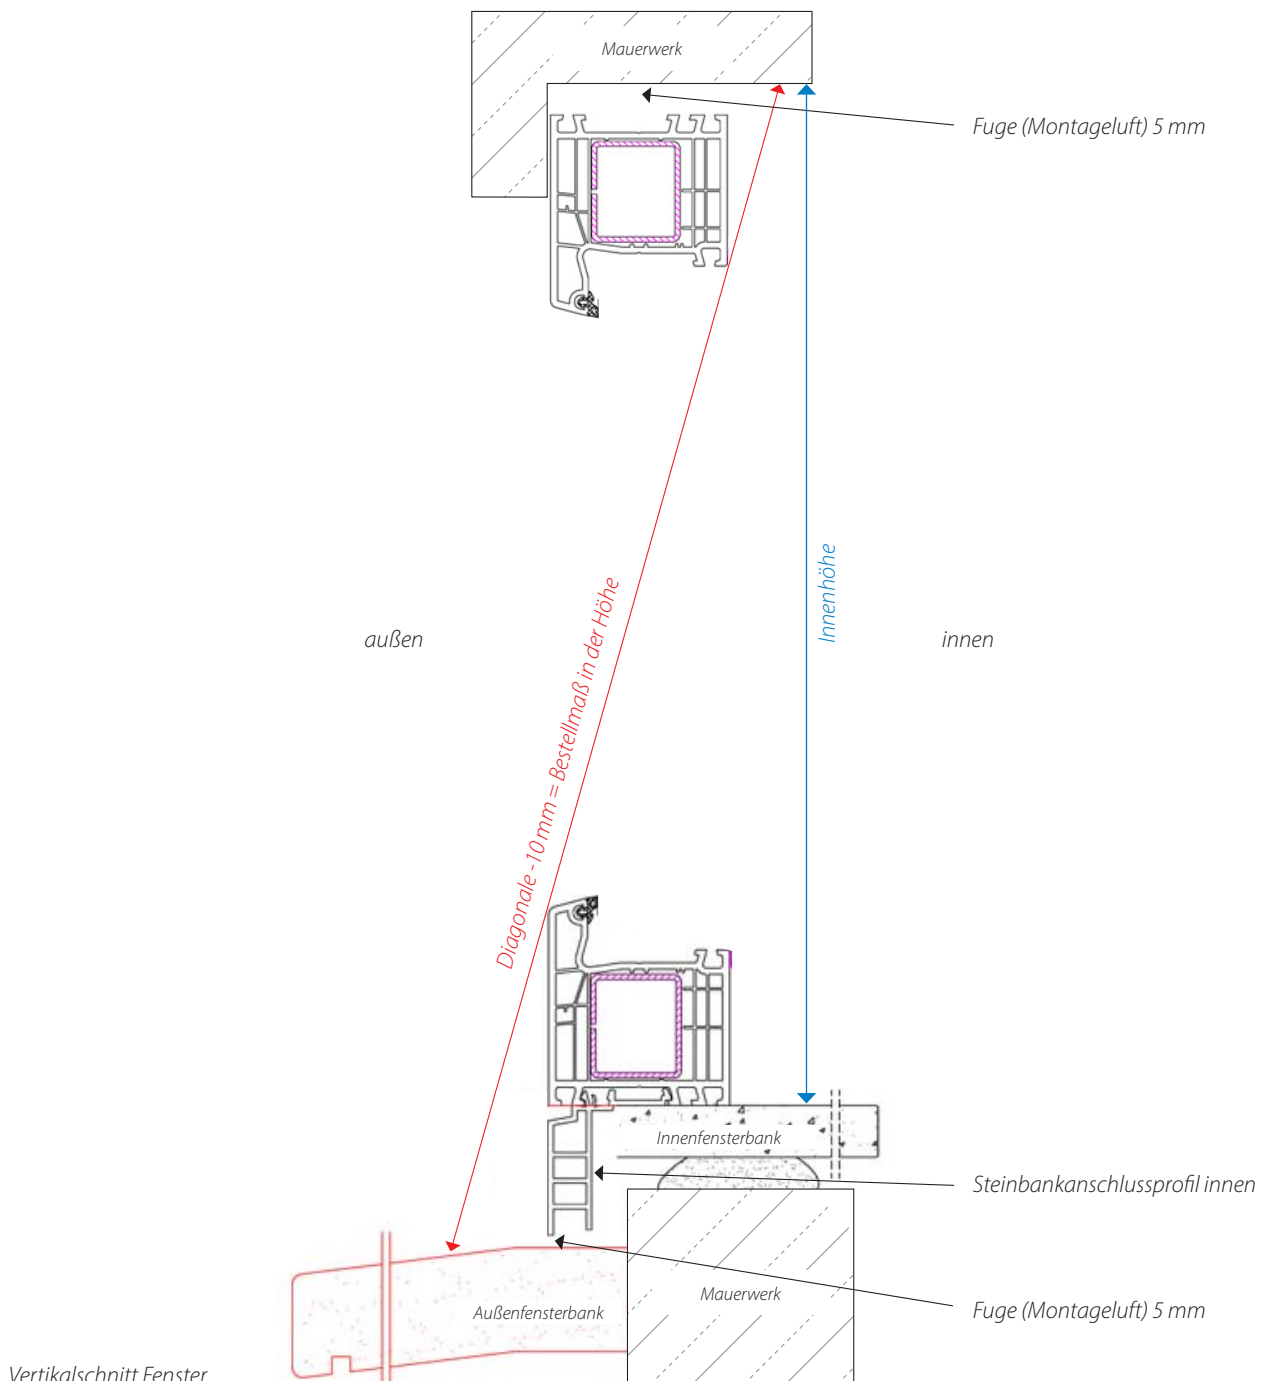 Mauerwerk
Fuge (Montageluft) 5 mm
Diagonale - 10 mm = Bestellmaß in der Höhe
Innenhöhe
außen
innen
Innenfensterbank
Steinbankanschlussprofil innen
Mauerwerk
Außenfensterbank
Fuge (Montageluft) 5 mm
Vertikalschnitt Fenster